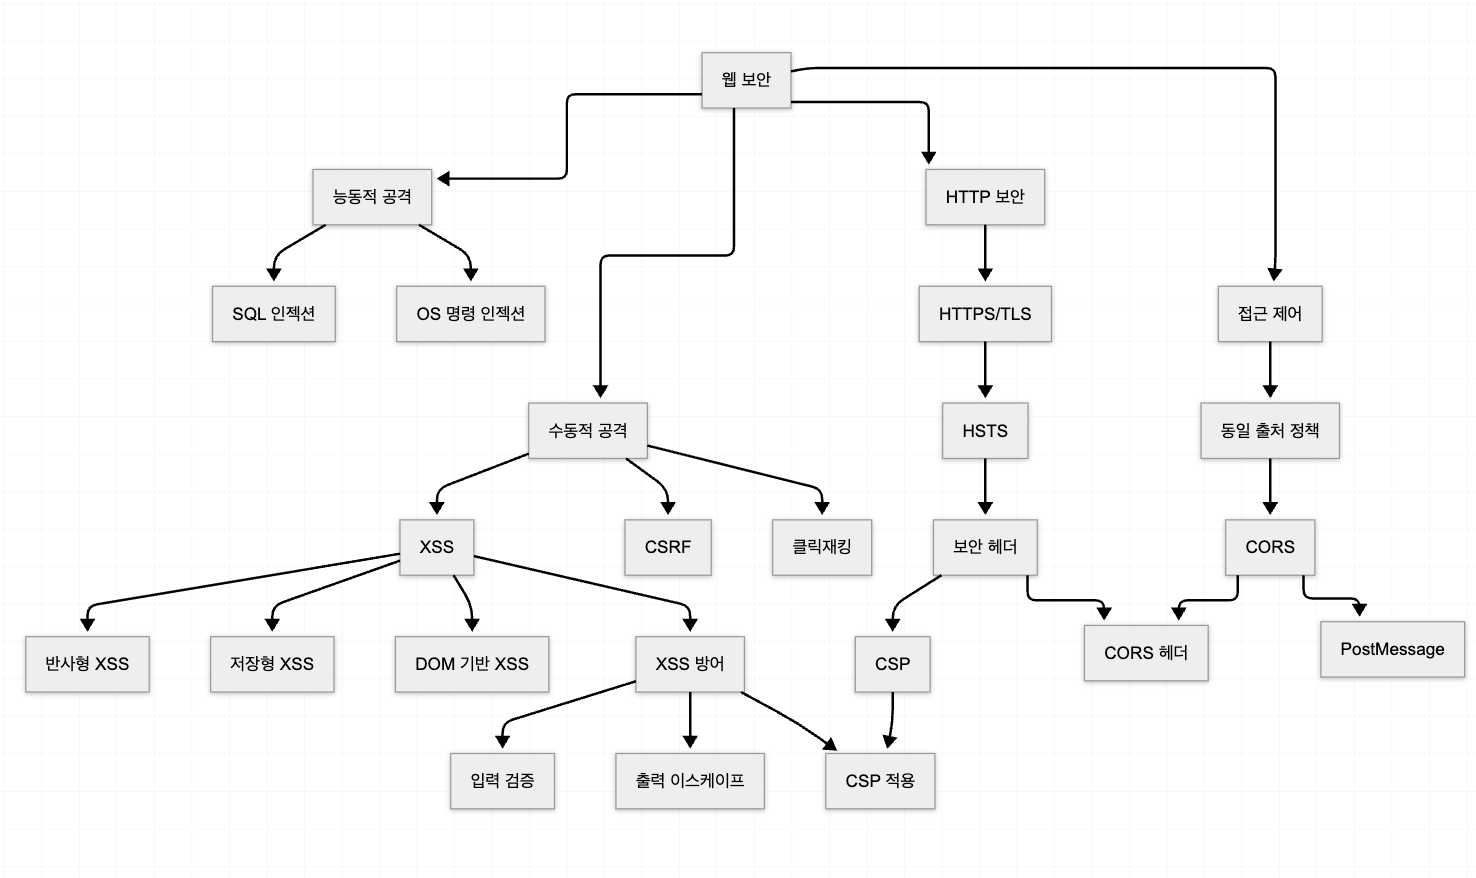 웹 보안
능동적 공격
HTTP 보안
SQL 인젝션
OS 명령 인젝션
HTTPS/TLS
접근 제어
수동적 공격
HSTS
동일 출처 정책
XSS
CSRF
클릭재킹
보안 헤더
CORS
반사형 XSS
저장형 XSS
DOM 기반 XSS
XSS 방어
CSP
CORS 헤더
PostMessage
입력 검증
출력 이스케이프
CSP 적용